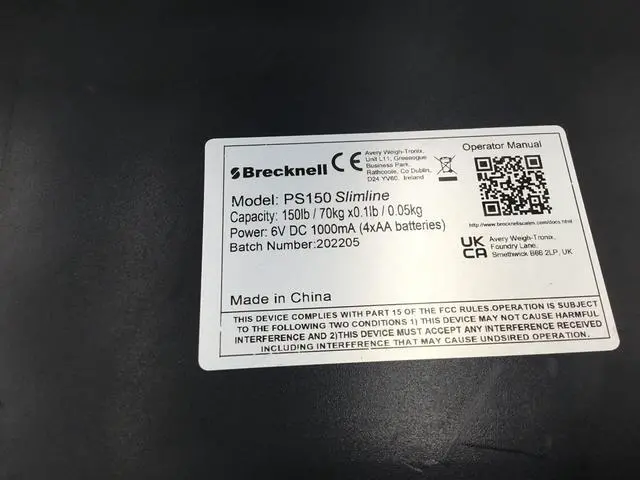 Brecknell
CE
Avery Weigh-Tronix,
Unit L11, Greenogue
Business Park,
Rathcoole, Co Dublin,
D24 YV60. Ireland
Operator Manual
Model: PS150 Slimline
Capacity: 150lb / 70kg x0.1lb / 0.05kg
Power: 6V DC 1000mA (4xAA batteries)
Batch Number:202205
http://www.brecknellscales.com/docs.html
UK
CA
Avery Weigh-Tronix,
Foundry Lane,
Smethwick B66 2LP, UK
Made in China
THIS DEVICE COMPLIES WITH PART 15 OF THE FCC RULES.OPERATION IS SUBJECT
TO THE FOLLOWING TWO CONDITIONS 1) THIS DEVICE MAY NOT CAUSE HARMFUL
INTERFERENCE AND 2)THIS DEVICE MUST ACCEPT ANY INTERFERENCE RECEIVED
INCLUDING INTERFFRENCE THAT MAY CAUSE UNDSIRED OPERATION.